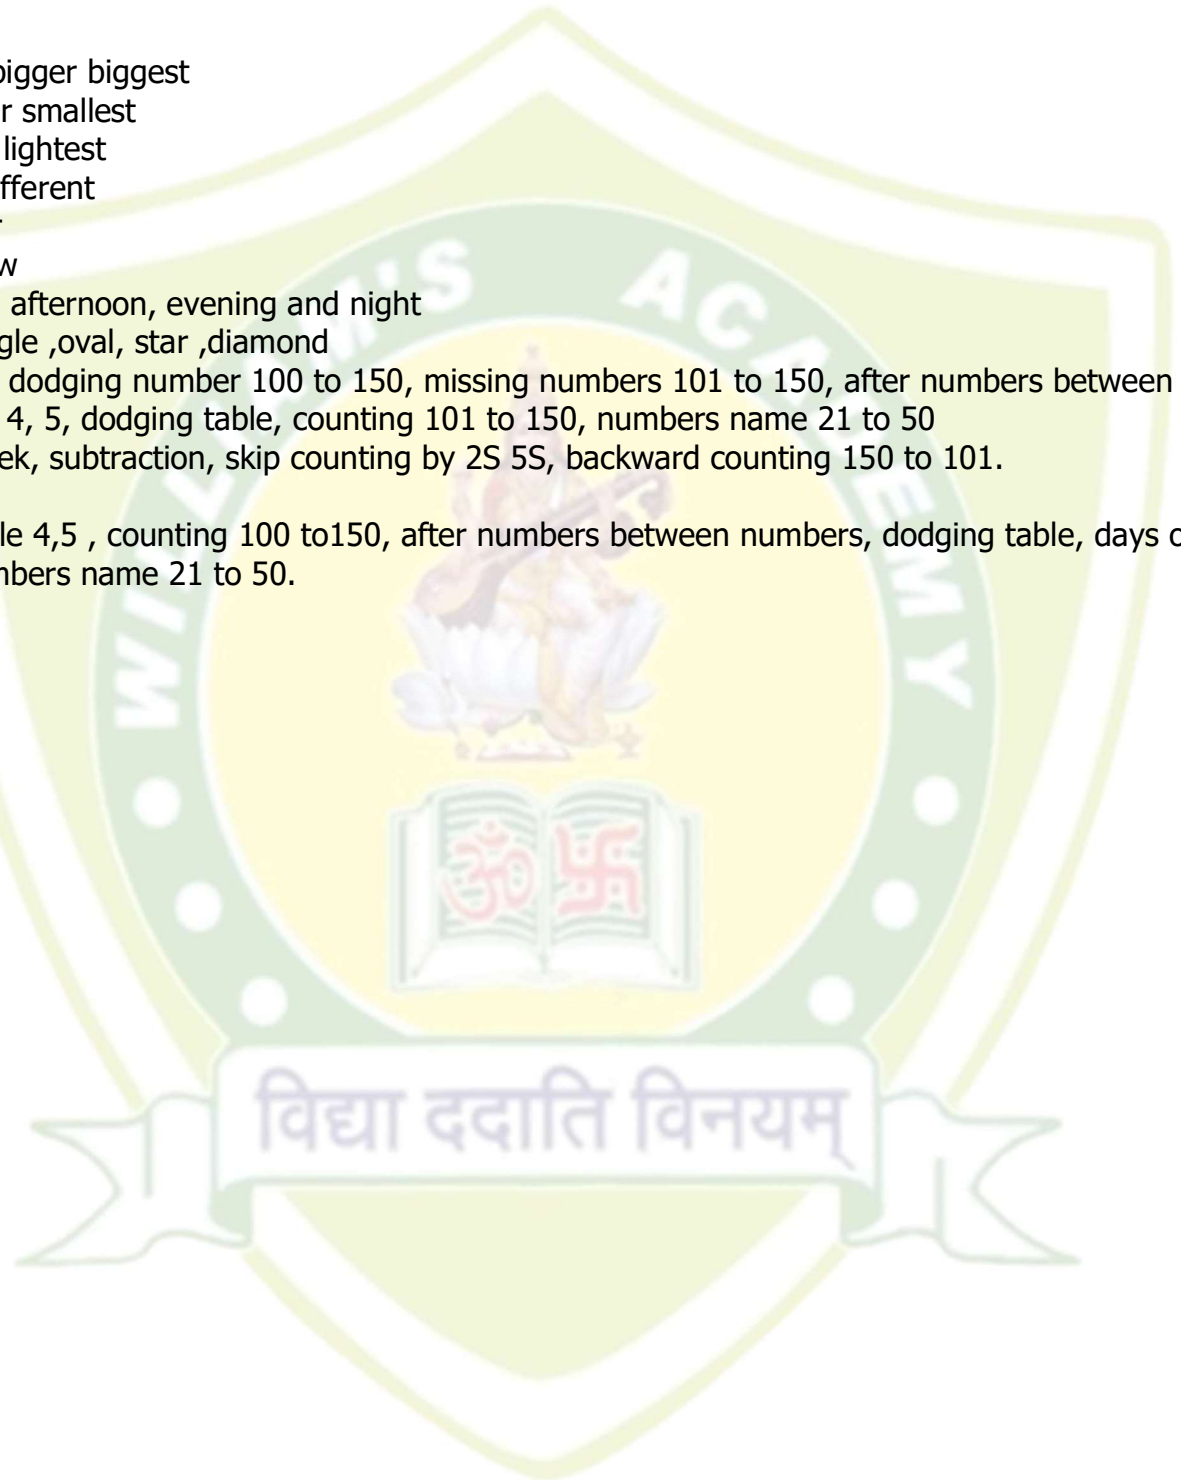 bigger biggest
r smallest
lightest
fferent
w
afternoon, evening and night
gle ,oval, star ,diamond
dodging number 100 to 150, missing numbers 101 to 150, after numbers between
4, 5, dodging table, counting 101 to 150, numbers name 21 to 50
ek, subtraction, skip counting by 2S 5S, backward counting 150 to 101.
le 4,5 , counting 100 to150, after numbers between numbers, dodging table, days o
mbers name 21 to 50.
WILLIAM'S ACADEMY
ॐ
विद्या ददाति विनयम्